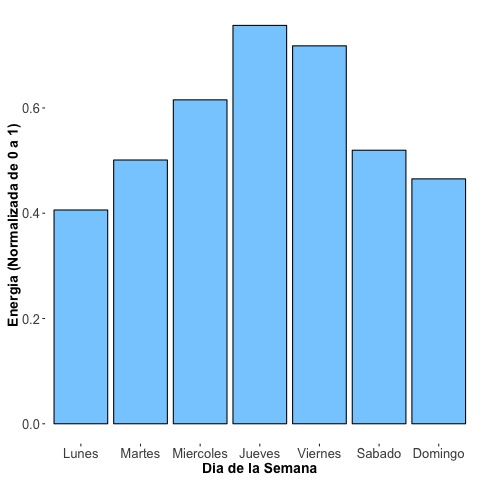 Energia (Normalizada de 0 a 1)
0.6
0.4
0.2
0.0
Lunes Martes Miercoles Jueves Viernes Sabado Domingo
Dia de la Semana